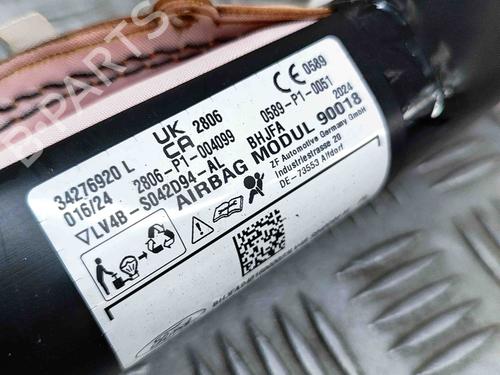 UK
CA 2806
CE 0589
34276920 L
2806-P1-004099
0589-P1-0051
016/24
BHJFA
2024
LV4B-S042D94-AL
AIRBAG MODUL 90018
ZF Automotive Germany GmbH
Industriestrasse 20
DE-73553 Alfdorf